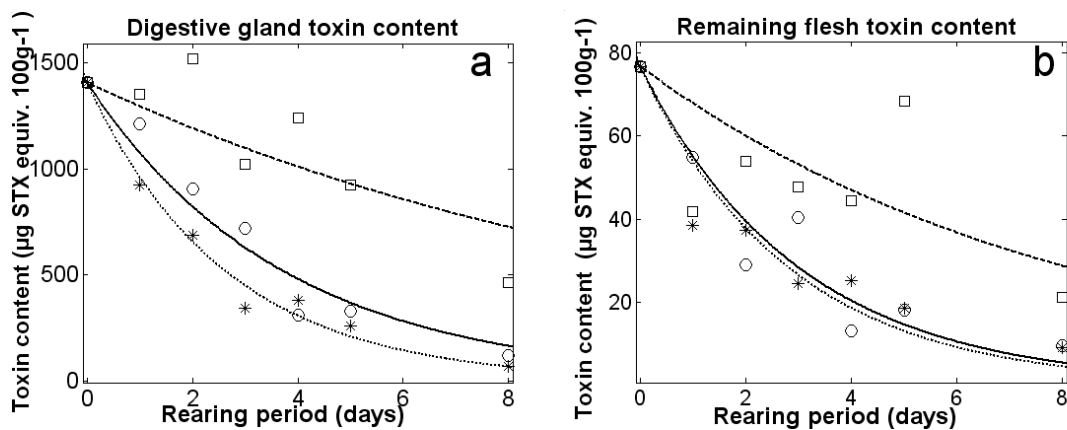 Digestive gland toxin content
a
1500
1000
500
0
0
2
4
6
8
Toxin content (µg STX equiv. 100g-1 )
Rearing period (days)
Remaining flesh toxin content
b
80
60
40
20
0
2
4
6
8
Toxin content (µg STX equiv. 100g-1)
Rearing period (days)